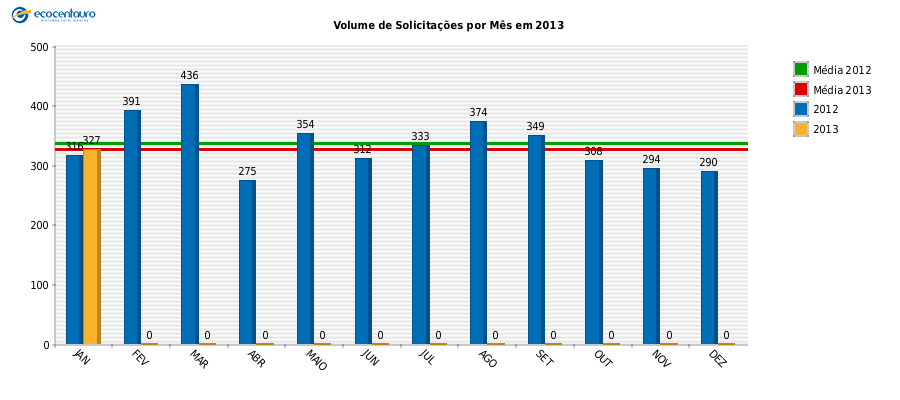 ecocentauro
Volume de Solicitações por Mês em 2013
500
400
300
200
100
0
316
327
391
0
436
0
275
0
354
0
312
0
333
0
374
0
349
0
308
0
294
0
290
0
JAN
FEV
MAR
ABR
MAIO
JUN
JUL
AGO
SET
OUT
NOV
DEZ
Média 2012
Média 2013
2012
2013